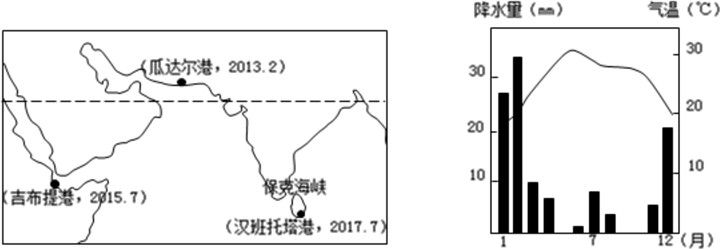 (瓜达尔港，2013.2)
(吉布提港，2015.7)
保克海峡
(汉班托塔港，2017.7)
降水量(mm) 气温(℃)
30 30
20 20
10 10
1 7 12(月)